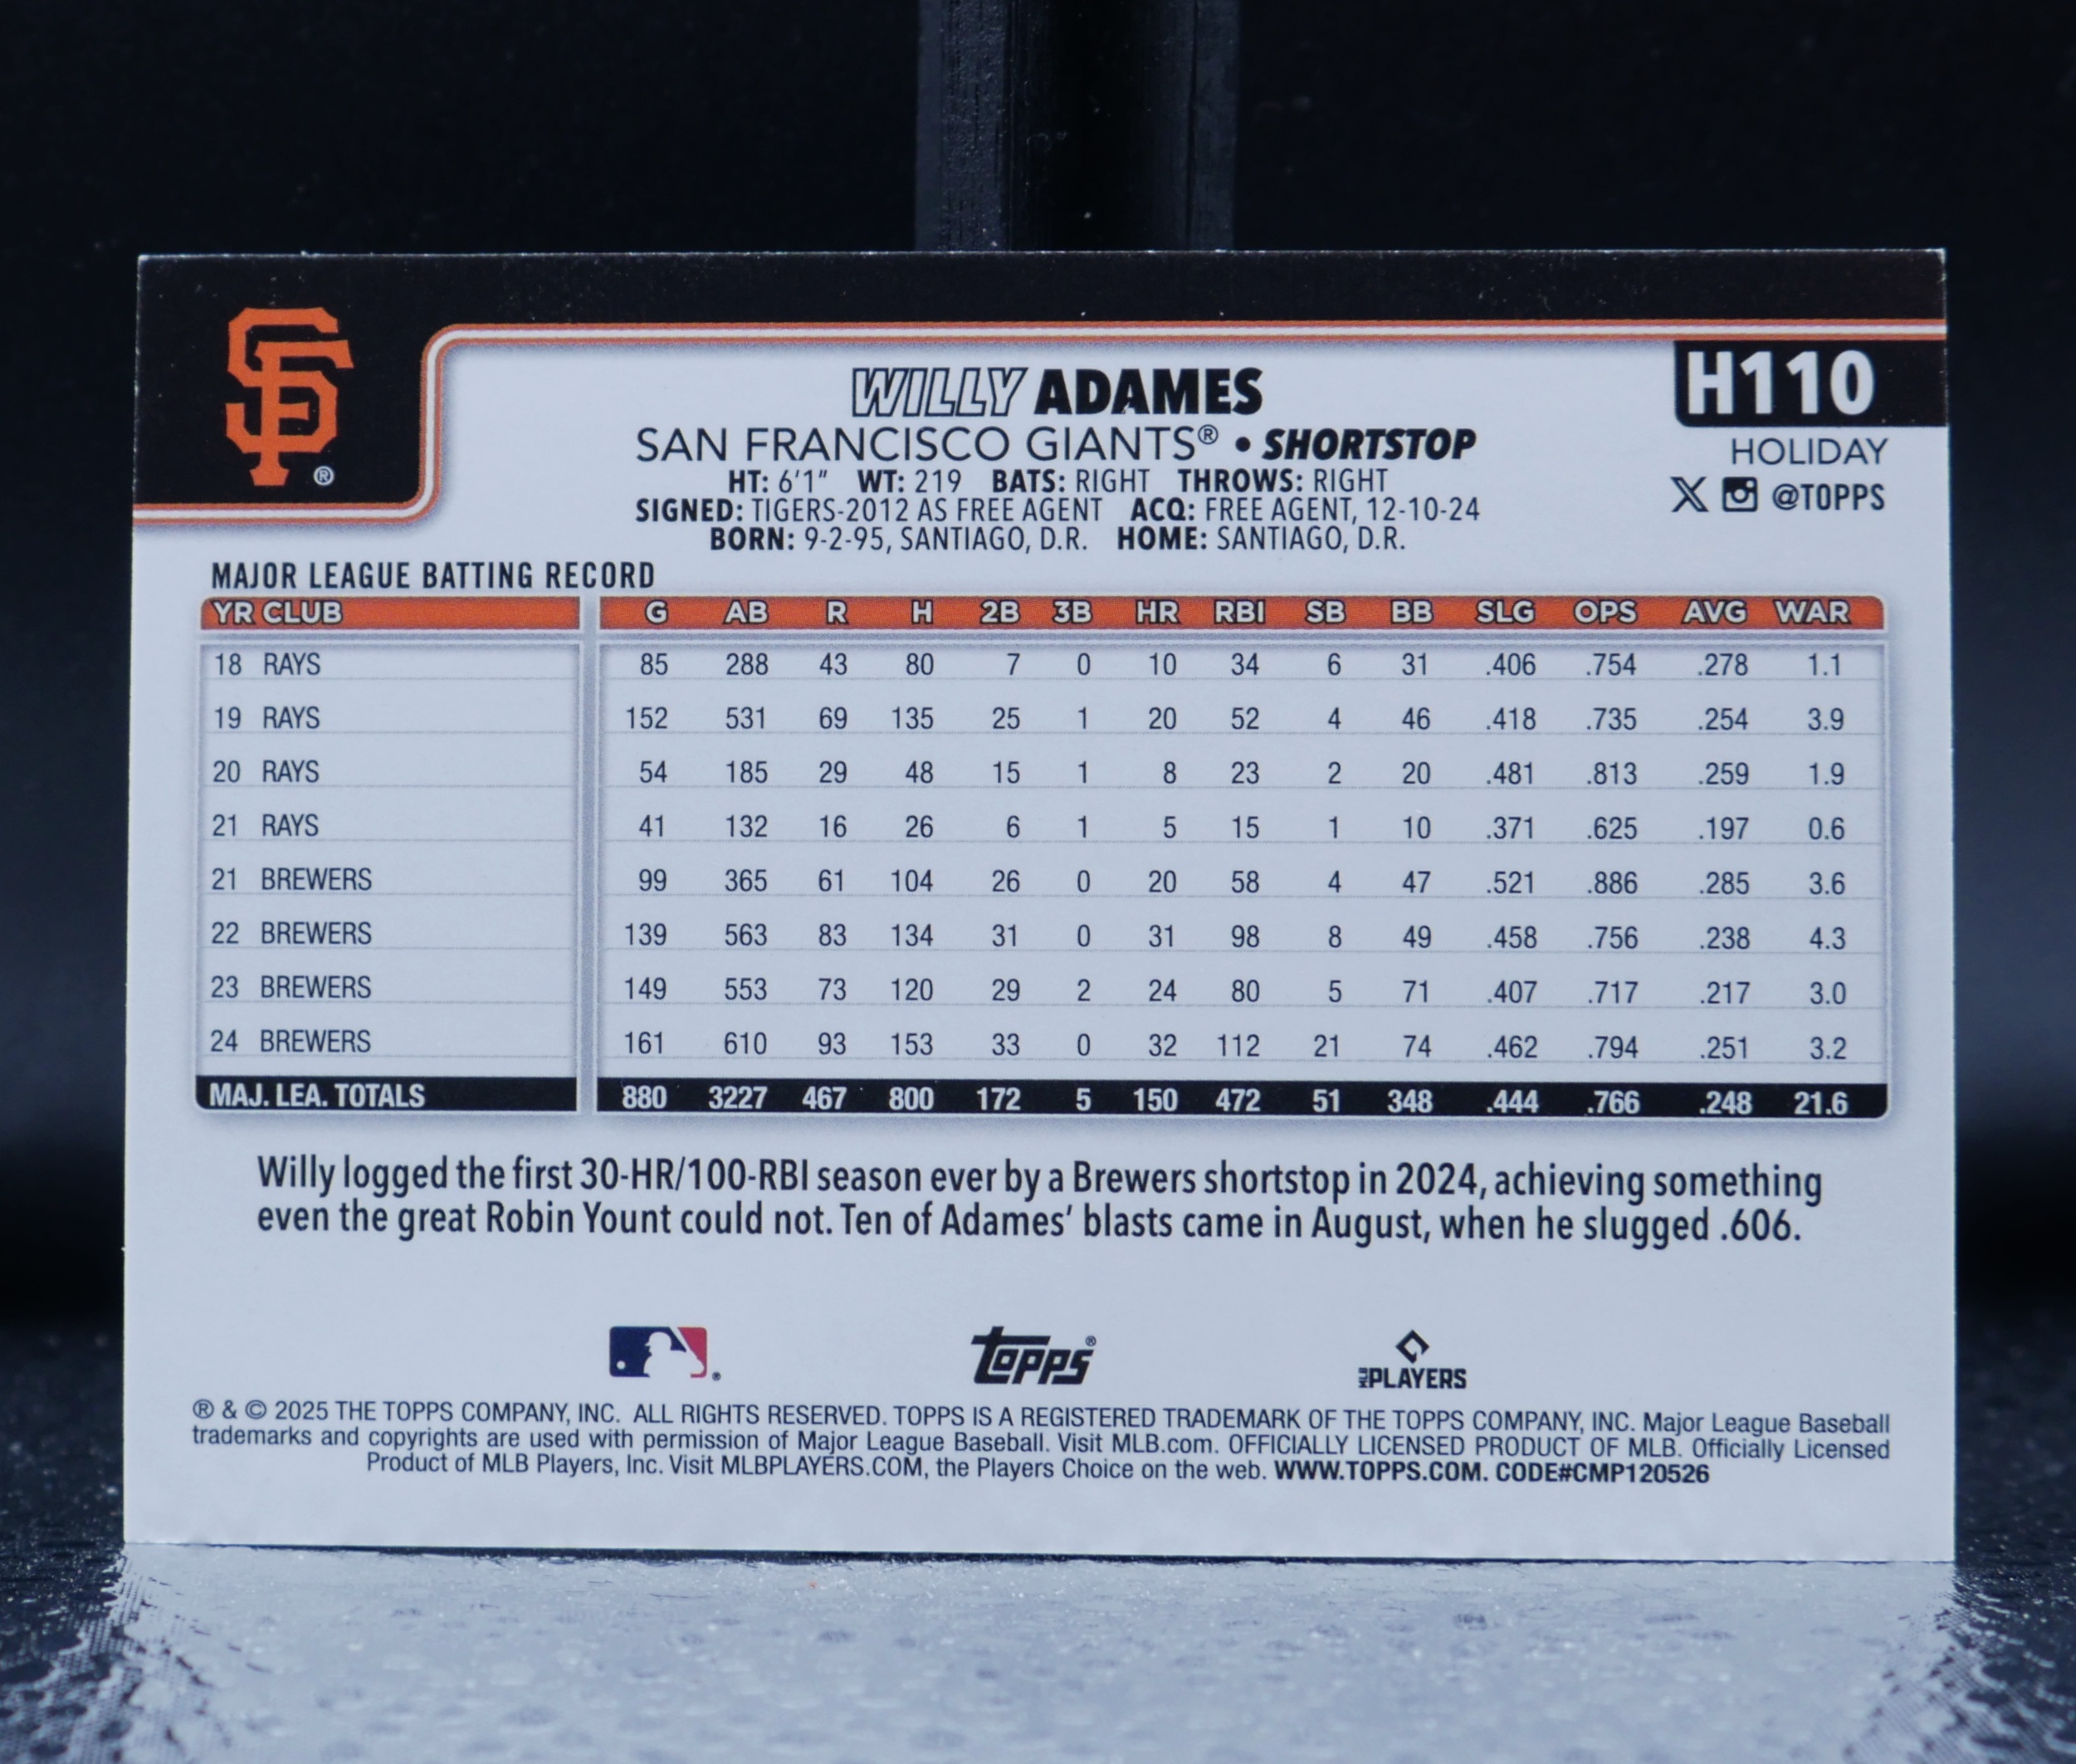 SF®
WILLY ADAMES
H110
SAN FRANCISCO GIANTS® • SHORTSTOP
HOLIDAY
HT: 6'1" WT: 219 BATS: RIGHT THROWS: RIGHT
X @TOPPS
SIGNED: TIGERS-2012 AS FREE AGENT ACQ: FREE AGENT, 12-10-24
BORN: 9-2-95, SANTIAGO, D.R. HOME: SANTIAGO, D.R.
MAJOR LEAGUE BATTING RECORD
YR CLUB G AB R H 2B 3B HR RBI SB BB SLG OPS AVG WAR
18 RAYS 85 288 43 80 7 0 10 34 6 31 .406 .754 .278 1.1
19 RAYS 152 531 69 135 25 1 20 52 4 46 .418 .735 .254 3.9
20 RAYS 54 185 29 48 15 1 8 23 2 20 .481 .813 .259 1.9
21 RAYS 41 132 16 26 6 1 5 15 1 10 .371 .625 .197 0.6
21 BREWERS 99 365 61 104 26 0 20 58 4 47 .521 .886 .285 3.6
22 BREWERS 139 563 83 134 31 0 31 98 8 49 .458 .756 .238 4.3
23 BREWERS 149 553 73 120 29 2 24 80 5 71 .407 .717 .217 3.0
24 BREWERS 161 610 93 153 33 0 32 112 21 74 .462 .794 .251 3.2
MAJ. LEA. TOTALS 880 3227 467 800 172 5 150 472 51 348 .444 .766 .248 21.6
Willy logged the first 30-HR/100-RBI season ever by a Brewers shortstop in 2024, achieving something
even the great Robin Yount could not. Ten of Adames' blasts came in August, when he slugged .606.
Topps® MLB PLAYERS
® & © 2025 THE TOPPS COMPANY, INC. ALL RIGHTS RESERVED. TOPPS IS A REGISTERED TRADEMARK OF THE TOPPS COMPANY, INC. Major League Baseball
trademarks and copyrights are used with permission of Major League Baseball. Visit MLB.com. OFFICIALLY LICENSED PRODUCT OF MLB. Officially Licensed
Product of MLB Players, Inc. Visit MLBPLAYERS.COM, the Players Choice on the web. WWW.TOPPS.COM. CODE#CMP120526